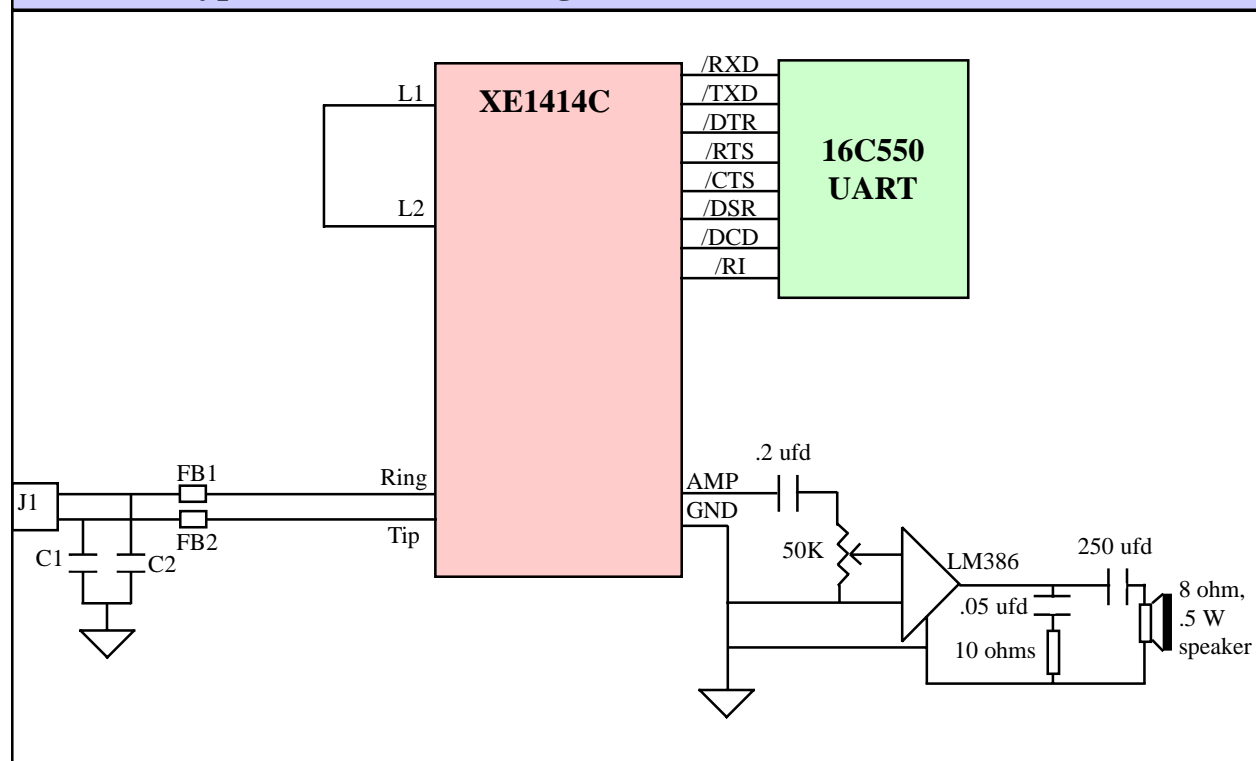 XE1414C
L1
L2
/RXD
/TXD
/DTR
/RTS
/CTS
/DSR
/DCD
/RI
16C550
UART
J1
FB1
FB2
C1
C2
Ring
Tip
AMP
GND
.2 ufd
50K
LM386
.05 ufd
10 ohms
250 ufd
8 ohm,
.5 W
speaker